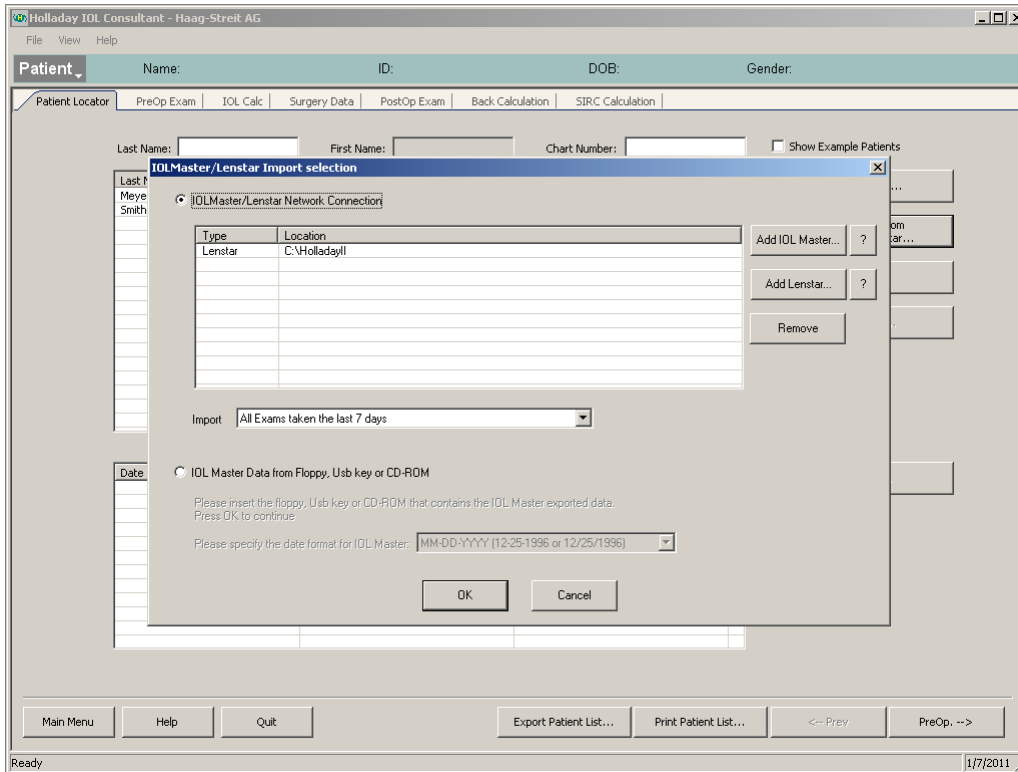 Holladay IOL Consultant - Haag-Streit AG
File View Help
Patient Name: ID: DOB: Gender:
Patient Locator PreOp Exam IOL Calc Surgery Data PostOp Exam Back Calculation SIRC Calculation
Last Name: First Name: Chart Number: Show Example Patients
IOLMaster/Lenstar Import selection
Last N
Meye
Smith
...
om
ar...
IOLMaster/Lenstar Network Connection
Type Location
Lenstar C:\HolladayII
Add IOL Master... ?
Add Lenstar... ?
Remove
Import All Exams taken the last 7 days
Date
IOL Master Data from Floppy, Usb key or CD-ROM
Please insert the floppy, Usb key or CD-ROM that contains the IOL Master exported data.
Press OK to continue
Please specify the date format for IOL Master: MM-DD-YYYY (12-25-1996 or 12/25/1996)
OK Cancel
Main Menu Help Quit Export Patient List... Print Patient List... <-- Prev PreOp. -->
Ready 1/7/2011